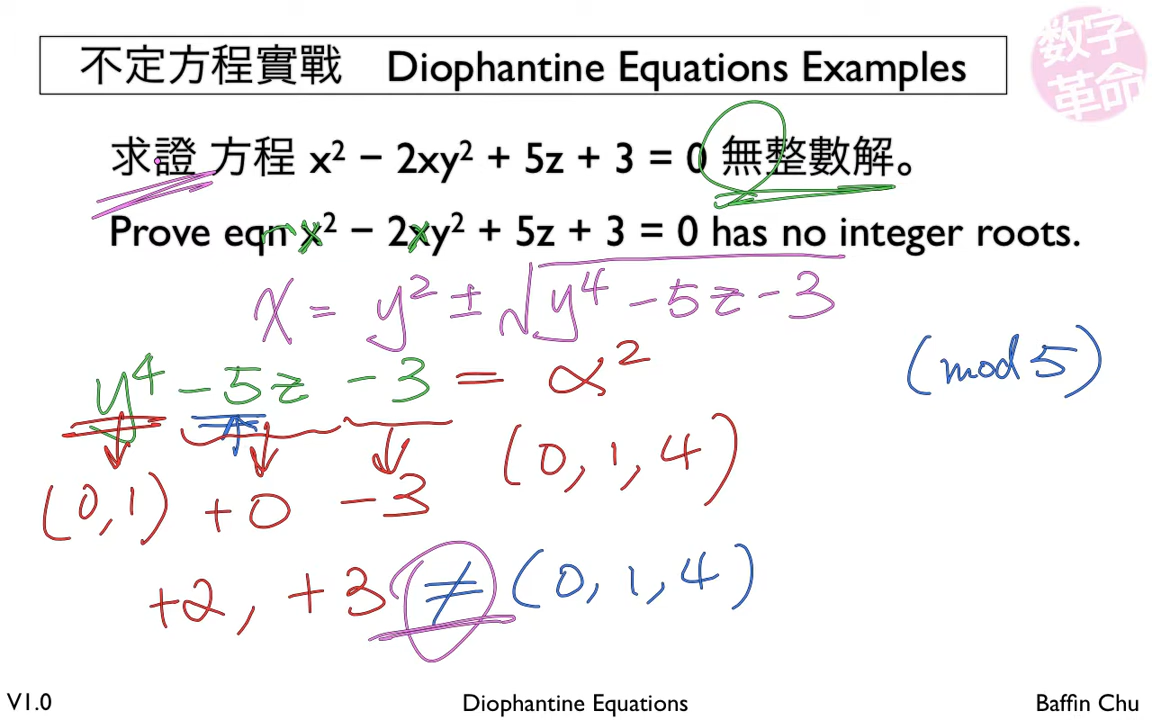 不定方程實戰 Diophantine Equations Examples
数字
革命
求證 方程 x² − 2xy² + 5z + 3 = 0 無整數解。
Prove eqn x² − 2xy² + 5z + 3 = 0 has no integer roots.
x = y² ± √(y⁴ − 5z − 3)
y⁴ − 5z − 3 = α² (mod 5)
(0, 1, 4)
(0, 1) + 0 − 3
+2, +3 ≠ (0, 1, 4)
V1.0 Diophantine Equations Baffin Chu